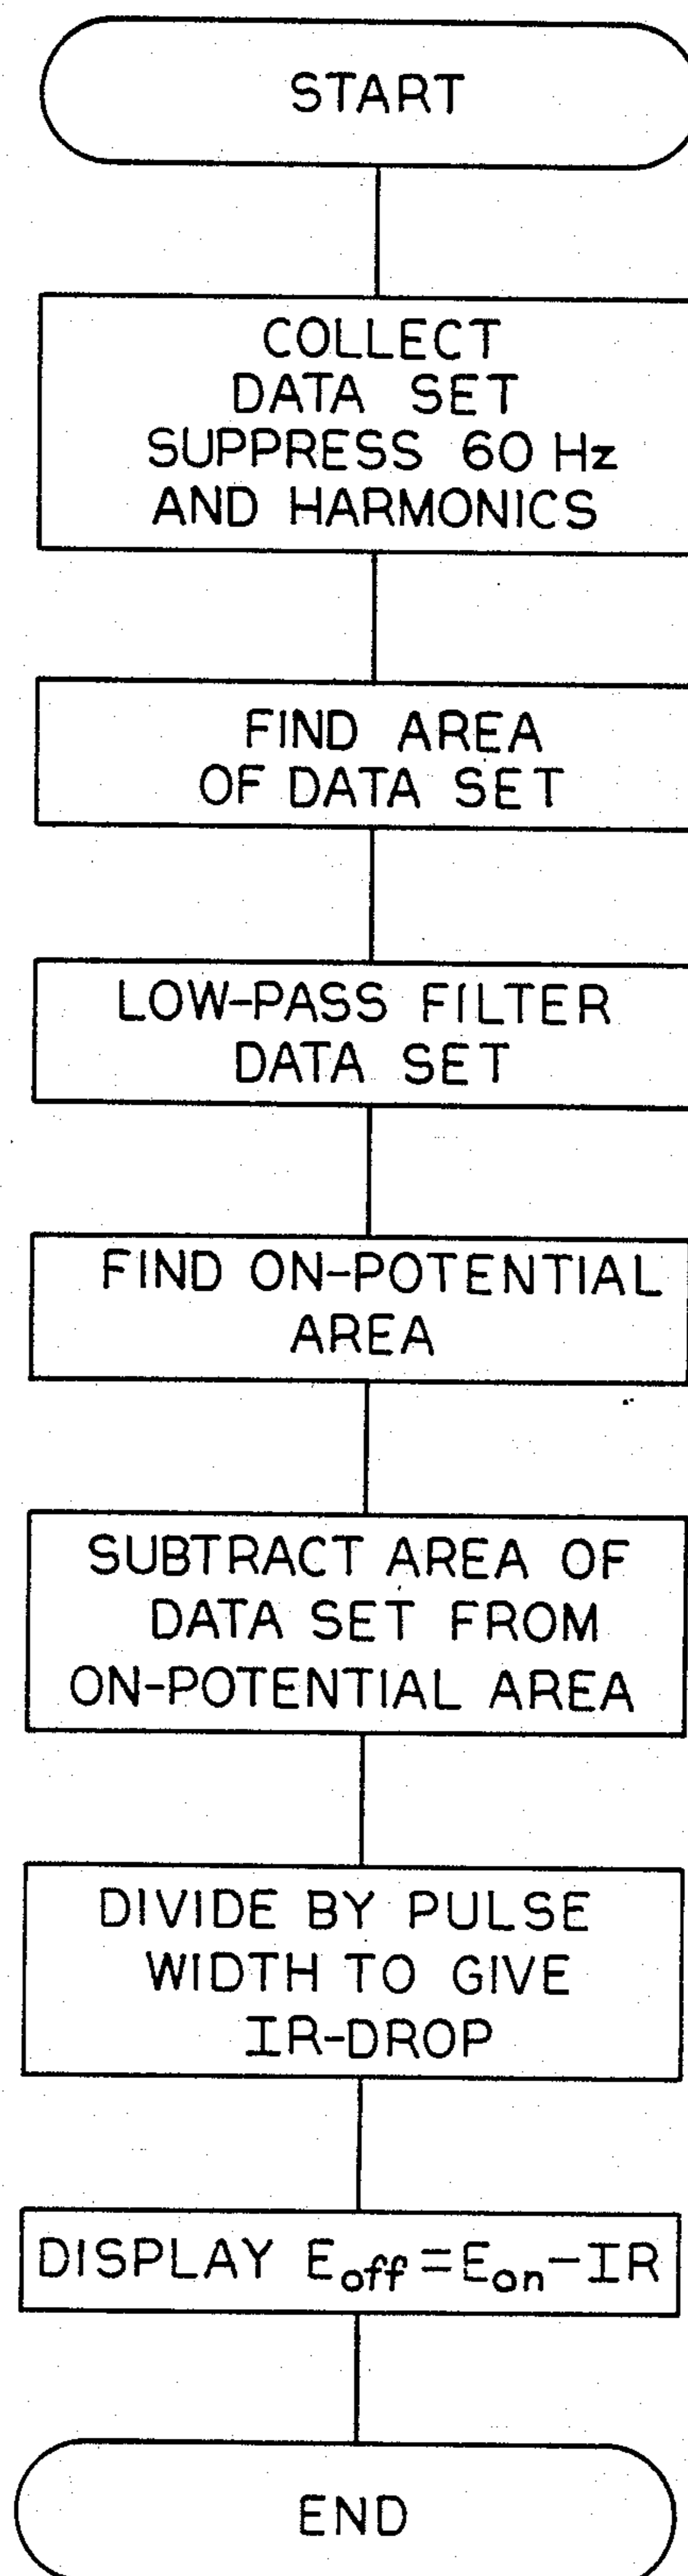 START
COLLECT
DATA SET
SUPPRESS 60 Hz
AND HARMONICS
FIND AREA
OF DATA SET
LOW-PASS FILTER
DATA SET
FIND ON-POTENTIAL
AREA
SUBTRACT AREA OF
DATA SET FROM
ON-POTENTIAL AREA
DIVIDE BY PULSE
WIDTH TO GIVE
IR-DROP
DISPLAY Eoff=Eon-IR
END